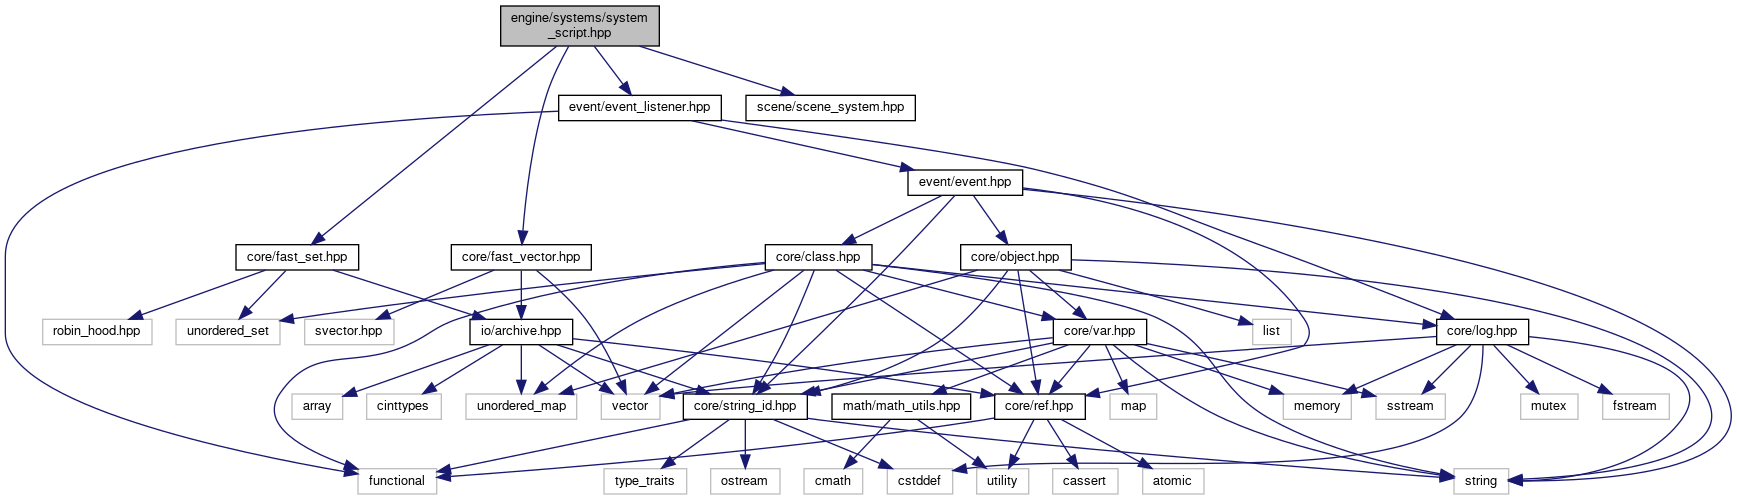 engine/systems/system
_script.hpp
event/event_listener.hpp
scene/scene_system.hpp
event/event.hpp
core/fast_set.hpp
core/fast_vector.hpp
core/class.hpp
core/object.hpp
robin_hood.hpp
unordered_set
svector.hpp
io/archive.hpp
core/var.hpp
list
core/log.hpp
array
cinttypes
unordered_map
vector
core/string_id.hpp
math/math_utils.hpp
core/ref.hpp
map
memory
sstream
mutex
fstream
functional
type_traits
ostream
cmath
cstddef
utility
cassert
atomic
string